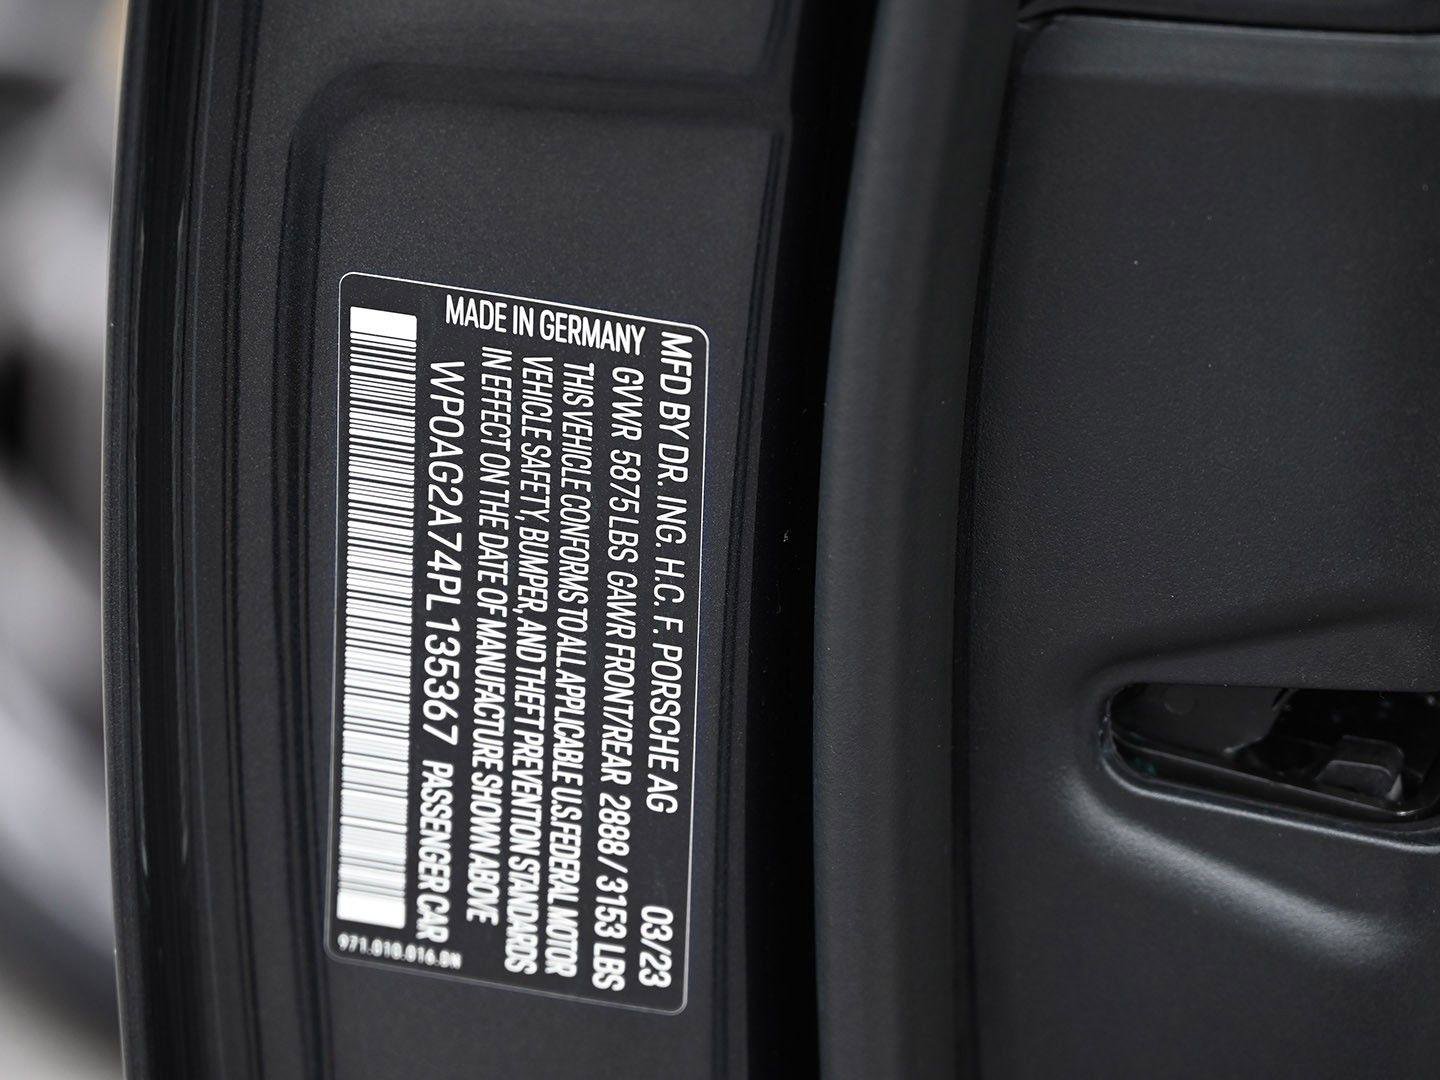 MFD BY DR. ING. H.C. F. PORSCHE AG 03/23
GVWR 5875 LBS GAWR FRONT/REAR 2888 / 3153 LBS
THIS VEHICLE CONFORMS TO ALL APPLICABLE U.S. FEDERAL MOTOR
VEHICLE SAFETY, BUMPER, AND THEFT PREVENTION STANDARDS
IN EFFECT ON THE DATE OF MANUFACTURE SHOWN ABOVE
WP0AG2A74PL135367 PASSENGER CAR
MADE IN GERMANY
971.010.016.DN